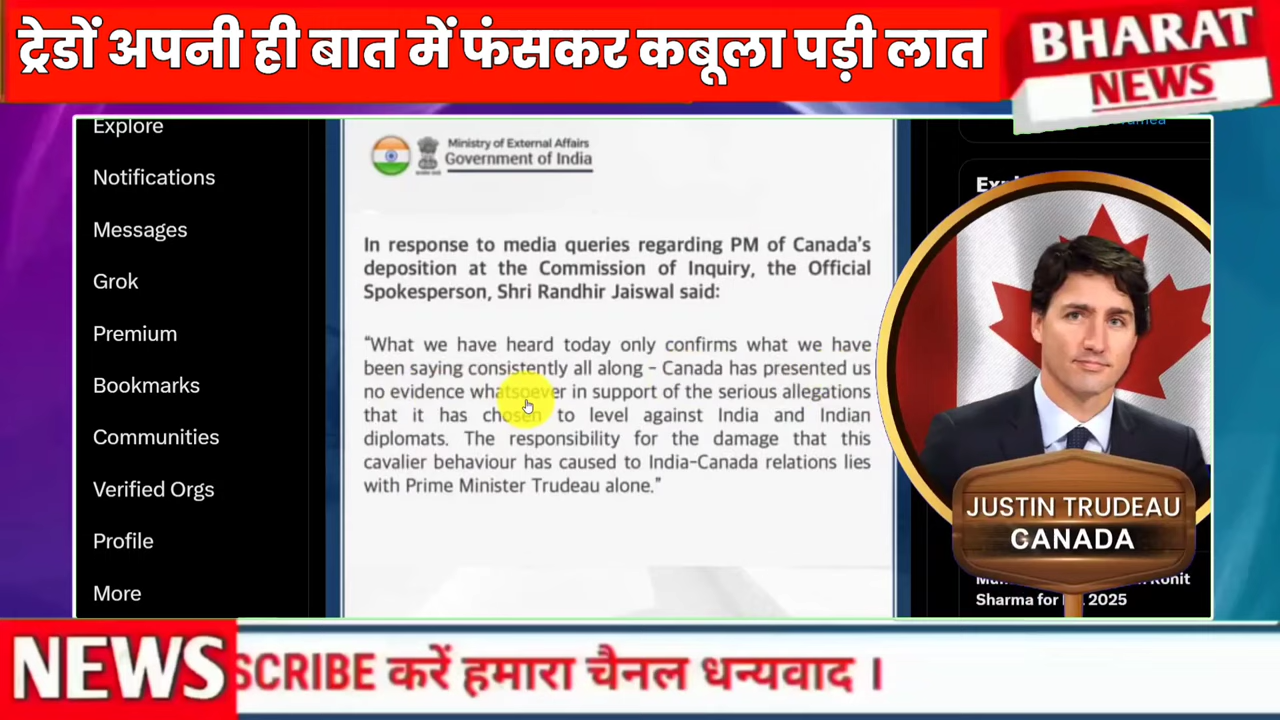 ट्रेडों अपनी ही बात में फंसकर कबूला पड़ी लात
BHARAT
NEWS
Explore
Notifications
Messages
Grok
Premium
Bookmarks
Communities
Verified Orgs
Profile
More
Ministry of External Affairs
Government of India
In response to media queries regarding PM of Canada's
deposition at the Commission of Inquiry, the Official
Spokesperson, Shri Randhir Jaiswal said:
“What we have heard today only confirms what we have
been saying consistently all along – Canada has presented us
no evidence whatsoever in support of the serious allegations
that it has chosen to level against India and Indian
diplomats. The responsibility for the damage that this
cavalier behaviour has caused to India-Canada relations lies
with Prime Minister Trudeau alone.”
JUSTIN TRUDEAU
CANADA
Sharma for 2025
NEWS
SCRIBE करें हमारा चैनल धन्यवाद ।